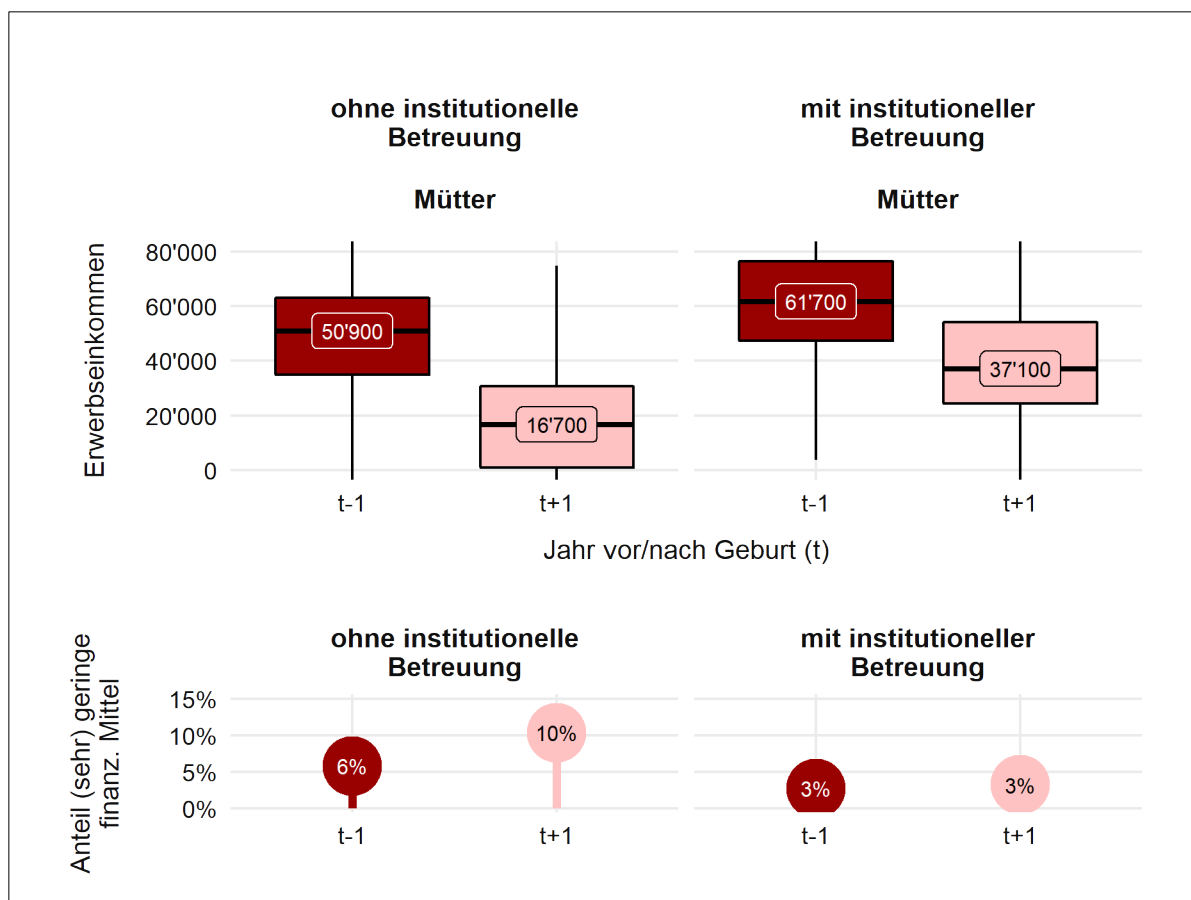 ohne institutionelle
Betreuung
mit institutioneller
Betreuung
Mütter
Mütter
Erwerbseinkommen
80'000
60'000
40'000
20'000
0
50'900
16'700
61'700
37'100
t-1
t+1
t-1
t+1
Jahr vor/nach Geburt (t)
ohne institutionelle
Betreuung
mit institutioneller
Betreuung
Anteil (sehr) geringe
finanz. Mittel
15%
10%
5%
0%
6%
10%
3%
3%
t-1
t+1
t-1
t+1